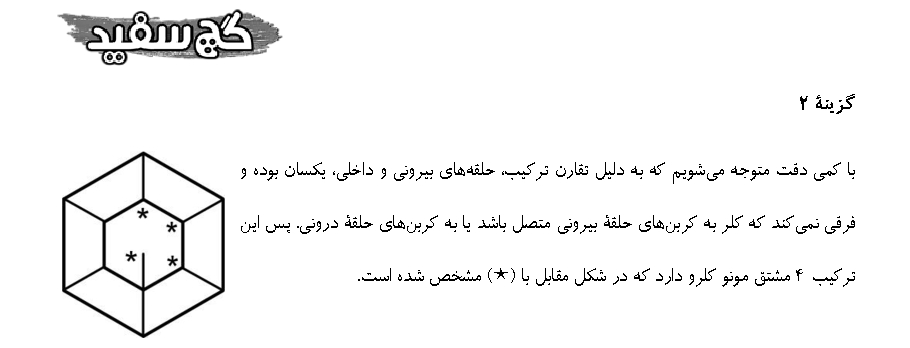 گچ سفید
گزینهٔ ۲
با کمی دقت متوجه می‌شویم که به دلیل تقارن ترکیب، حلقه‌های بیرونی و داخلی، یکسان بوده و
فرقی نمی‌کند که کلر به کربن‌های حلقهٔ بیرونی متصل باشد یا به کربن‌های حلقهٔ درونی. پس این
ترکیب ۴ مشتق مونو کلرو دارد که در شکل مقابل با (★) مشخص شده است.